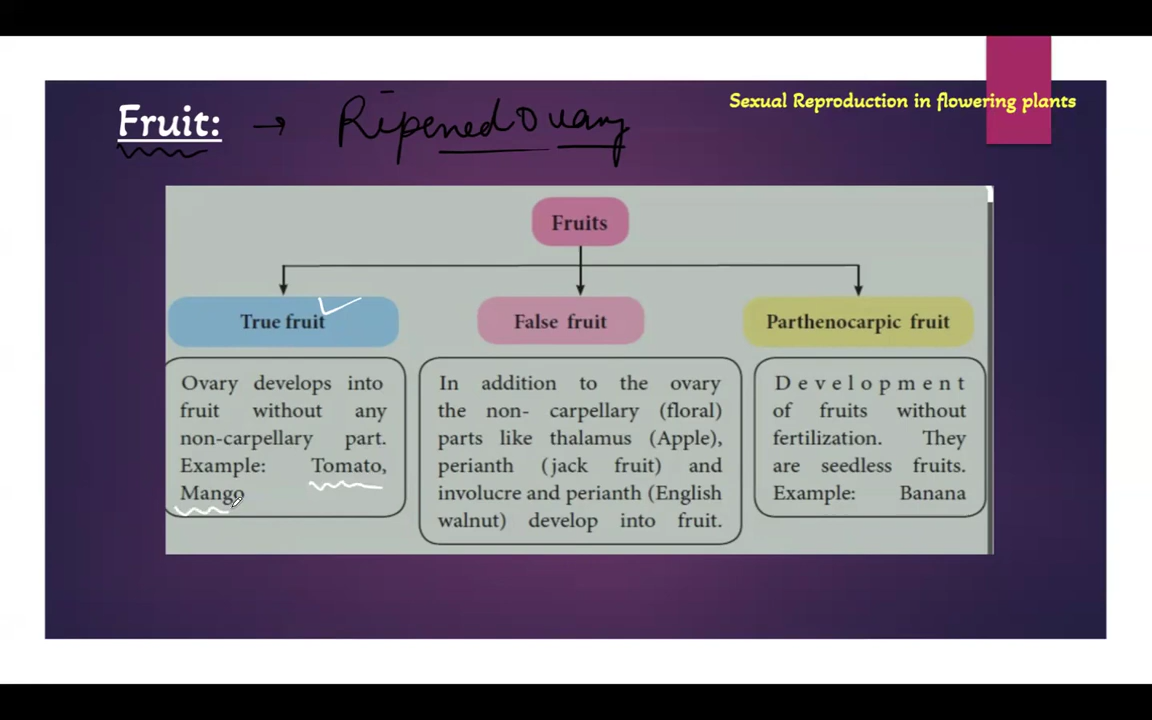 Sexual Reproduction in flowering plants
Fruit: → Ripened Ovary
Fruits
True fruit
False fruit
Parthenocarpic fruit
Ovary develops into
fruit without any
non-carpellary part.
Example: Tomato,
Mango
In addition to the ovary
the non- carpellary (floral)
parts like thalamus (Apple),
perianth (jack fruit) and
involucre and perianth (English
walnut) develop into fruit.
Development
of fruits without
fertilization. They
are seedless fruits.
Example: Banana